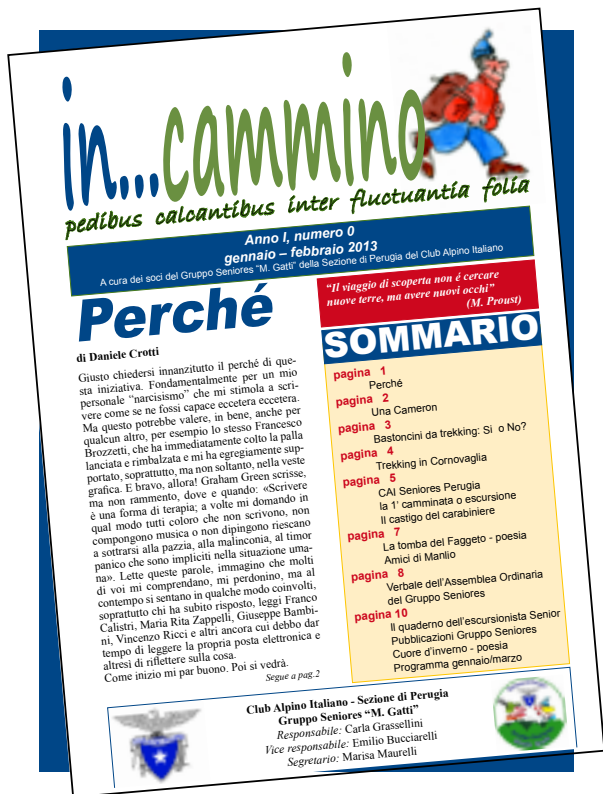 in...cammino
pedibus calcantibus inter fluctuantia folia
Anno I, numero 0
gennaio – febbraio 2013
A cura dei soci del Gruppo Seniores “M. Gatti” della Sezione di Perugia del Club Alpino Italiano
Perché
di Daniele Crotti
Giusto chiedersi innanzitutto il perché di que-
sta iniziativa. Fondamentalmente per un mio
personale “narcisismo” che mi stimola a scri-
vere come se ne fossi capace eccetera eccetera.
Ma questo potrebbe valere, in bene, anche per
qualcun altro, per esempio lo stesso Francesco
Brozzetti, che ha immediatamente colto la palla
lanciata e rimbalzata e mi ha egregiamente sup-
portato, soprattutto, ma non soltanto, nella veste
grafica. E bravo, allora! Graham Green scrisse,
ma non rammento, dove e quando: «Scrivere
è una forma di terapia; a volte mi domando in
qual modo tutti coloro che non scrivono, non
compongono musica o non dipingono riescano
a sottrarsi alla pazzia, alla malinconia, al timor
panico che sono impliciti nella situazione uma-
na». Lette queste parole, immagino che molti
di voi mi comprendano, mi perdonino, ma al
contempo si sentano in qualche modo coinvolti,
soprattutto chi ha subito risposto, leggi Franco
Calistri, Maria Rita Zappelli, Giuseppe Bambi-
ni, Vincenzo Ricci e altri ancora cui debbo dar
tempo di leggere la propria posta elettronica e
altresì di riflettere sulla cosa.
Come inizio mi par buono. Poi si vedrà.
Segue a pag.2
“Il viaggio di scoperta non é cercare
nuove terre, ma avere nuovi occhi”
(M. Proust)
SOMMARIO
pagina 1
Perché
pagina 2
Una Cameron
pagina 3
Bastoncini da trekking: Si o No?
pagina 4
Trekking in Cornovaglia
pagina 5
CAI Seniores Perugia
la 1’ camminata o escursione
Il castigo del carabiniere
pagina 7
La tomba del Faggeto - poesia
Amici di Manlio
pagina 8
Verbale dell’Assemblea Ordinaria
del Gruppo Seniores
pagina 10
Il quaderno dell’escursionista Senior
Pubblicazioni Gruppo Seniores
Cuore d’inverno - poesia
Programma gennaio/marzo
Club Alpino Italiano - Sezione di Perugia
Gruppo Seniores “M. Gatti”
Responsabile: Carla Grassellini
Vice responsabile: Emilio Bucciarelli
Segretario: Marisa Maurelli